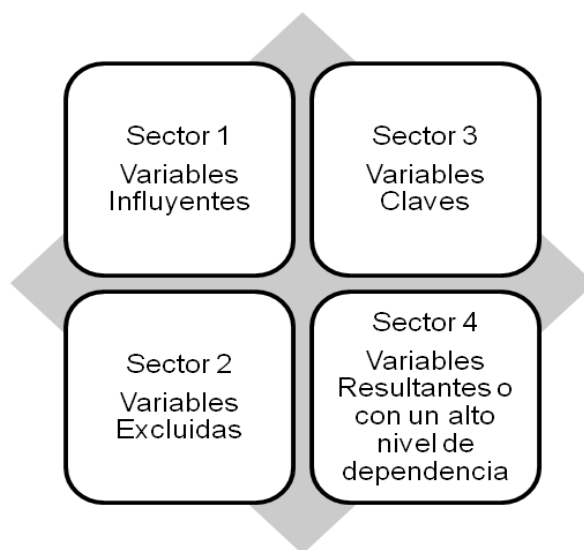 Sector 1
Variables
Influyentes
Sector 3
Variables
Claves
Sector 2
Variables
Excluidas
Sector 4
Variables
Resultantes o
con un alto
nivel de
dependencia